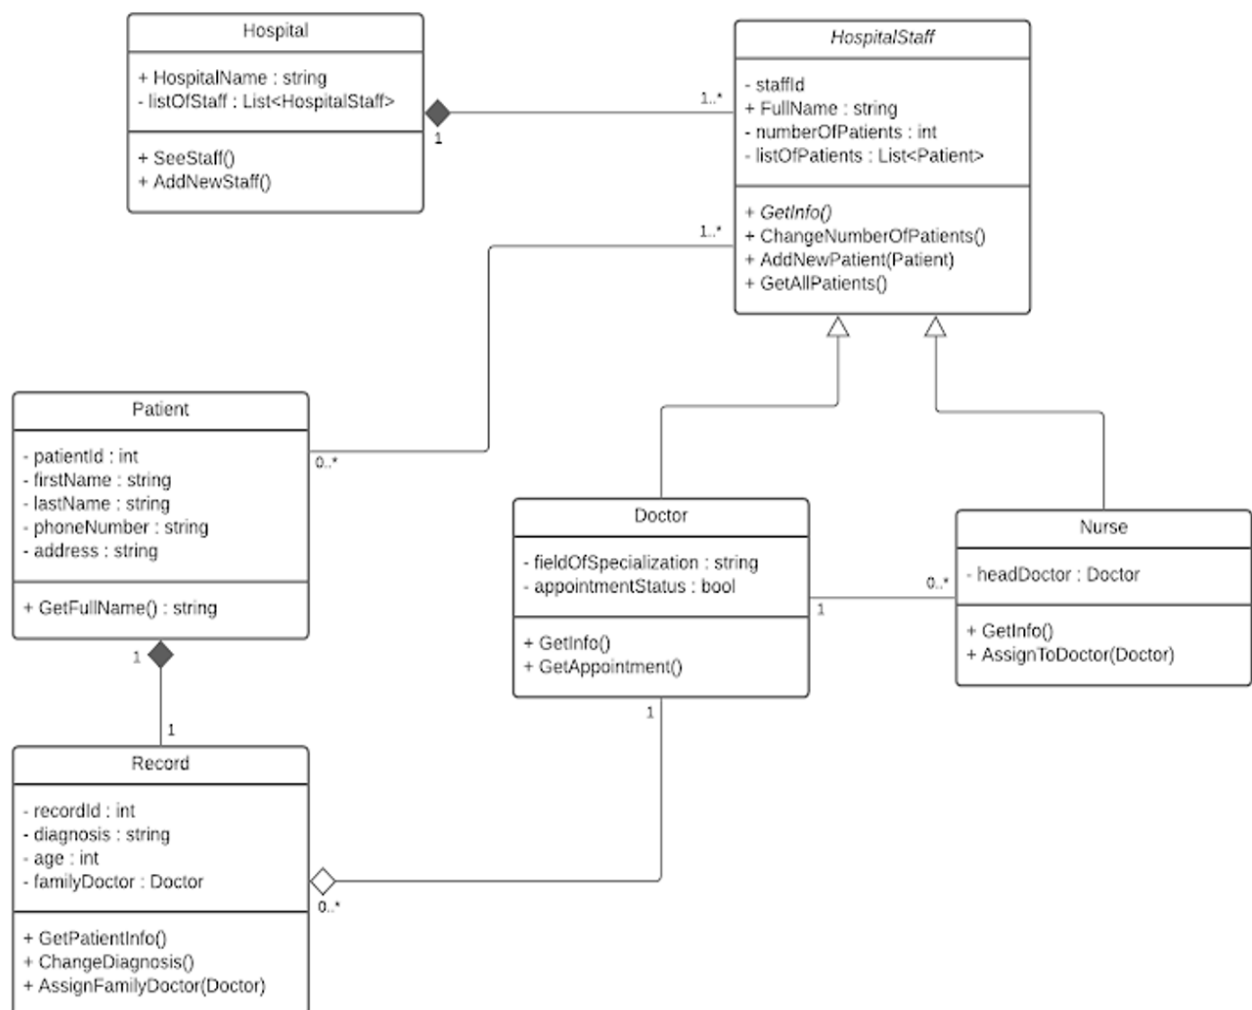 Hospital
+ HospitalName : string
- listOfStaff : List<HospitalStaff>
+ SeeStaff()
+ AddNewStaff()
1
1..*
HospitalStaff
- staffId
+ FullName : string
- numberOfPatients : int
- listOfPatients : List<Patient>
+ GetInfo()
+ ChangeNumberOfPatients()
+ AddNewPatient(Patient)
+ GetAllPatients()
1..*
Patient
- patientId : int
- firstName : string
- lastName : string
- phoneNumber : string
- address : string
+ GetFullName() : string
0..*
1
1
Doctor
- fieldOfSpecialization : string
- appointmentStatus : bool
+ GetInfo()
+ GetAppointment()
1
0..*
1
Nurse
- headDoctor : Doctor
+ GetInfo()
+ AssignToDoctor(Doctor)
Record
- recordId : int
- diagnosis : string
- age : int
- familyDoctor : Doctor
+ GetPatientInfo()
+ ChangeDiagnosis()
+ AssignFamilyDoctor(Doctor)
0..*